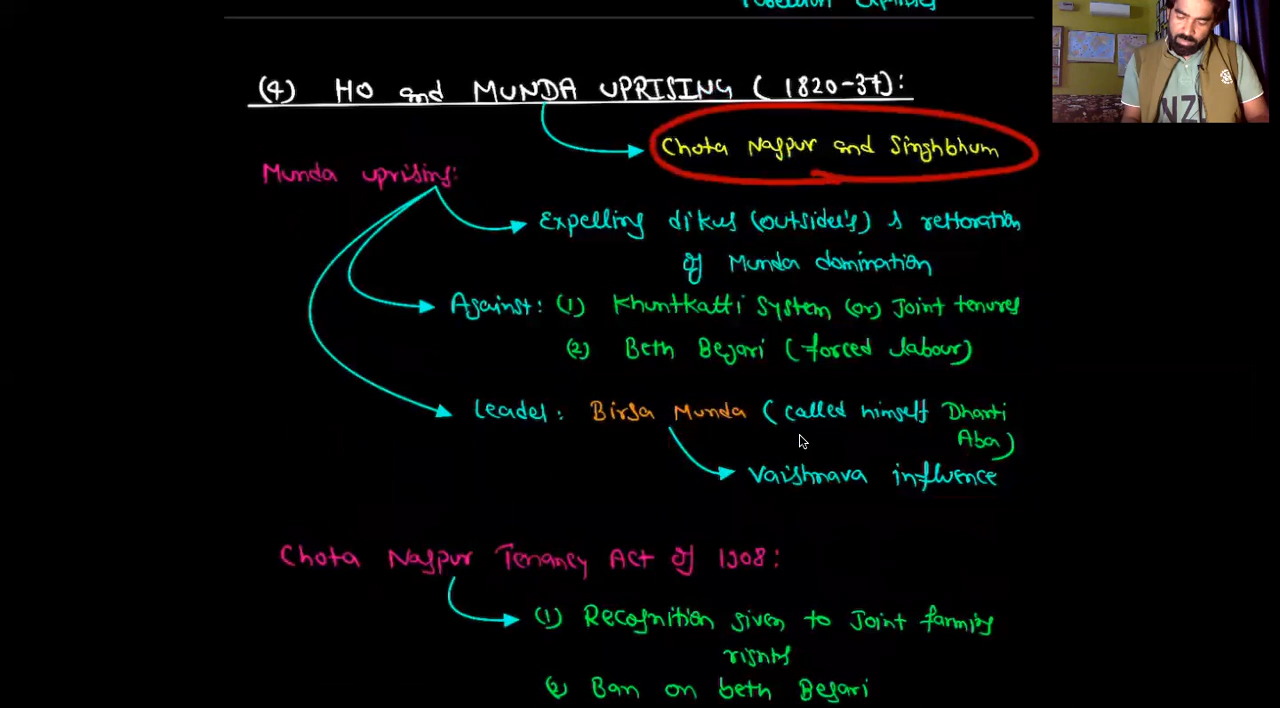 (4) HO and MUNDA UPRISING (1820-37):
Chota Nagpur and Singhbhum
Munda uprising:
Expelling dikus (outsider's) & restoration
of Munda domination
Against: (1) Khuntkatti System (or) Joint tenures
(2) Beth Begari (forced labour)
Leader: Birsa Munda (called himself Dharti
Aba)
Vaishnava influence
Chota Nagpur Tenancy Act of 1908:
(1) Recognition given to Joint farming
rights
(2) Ban on beth Begari
NZ